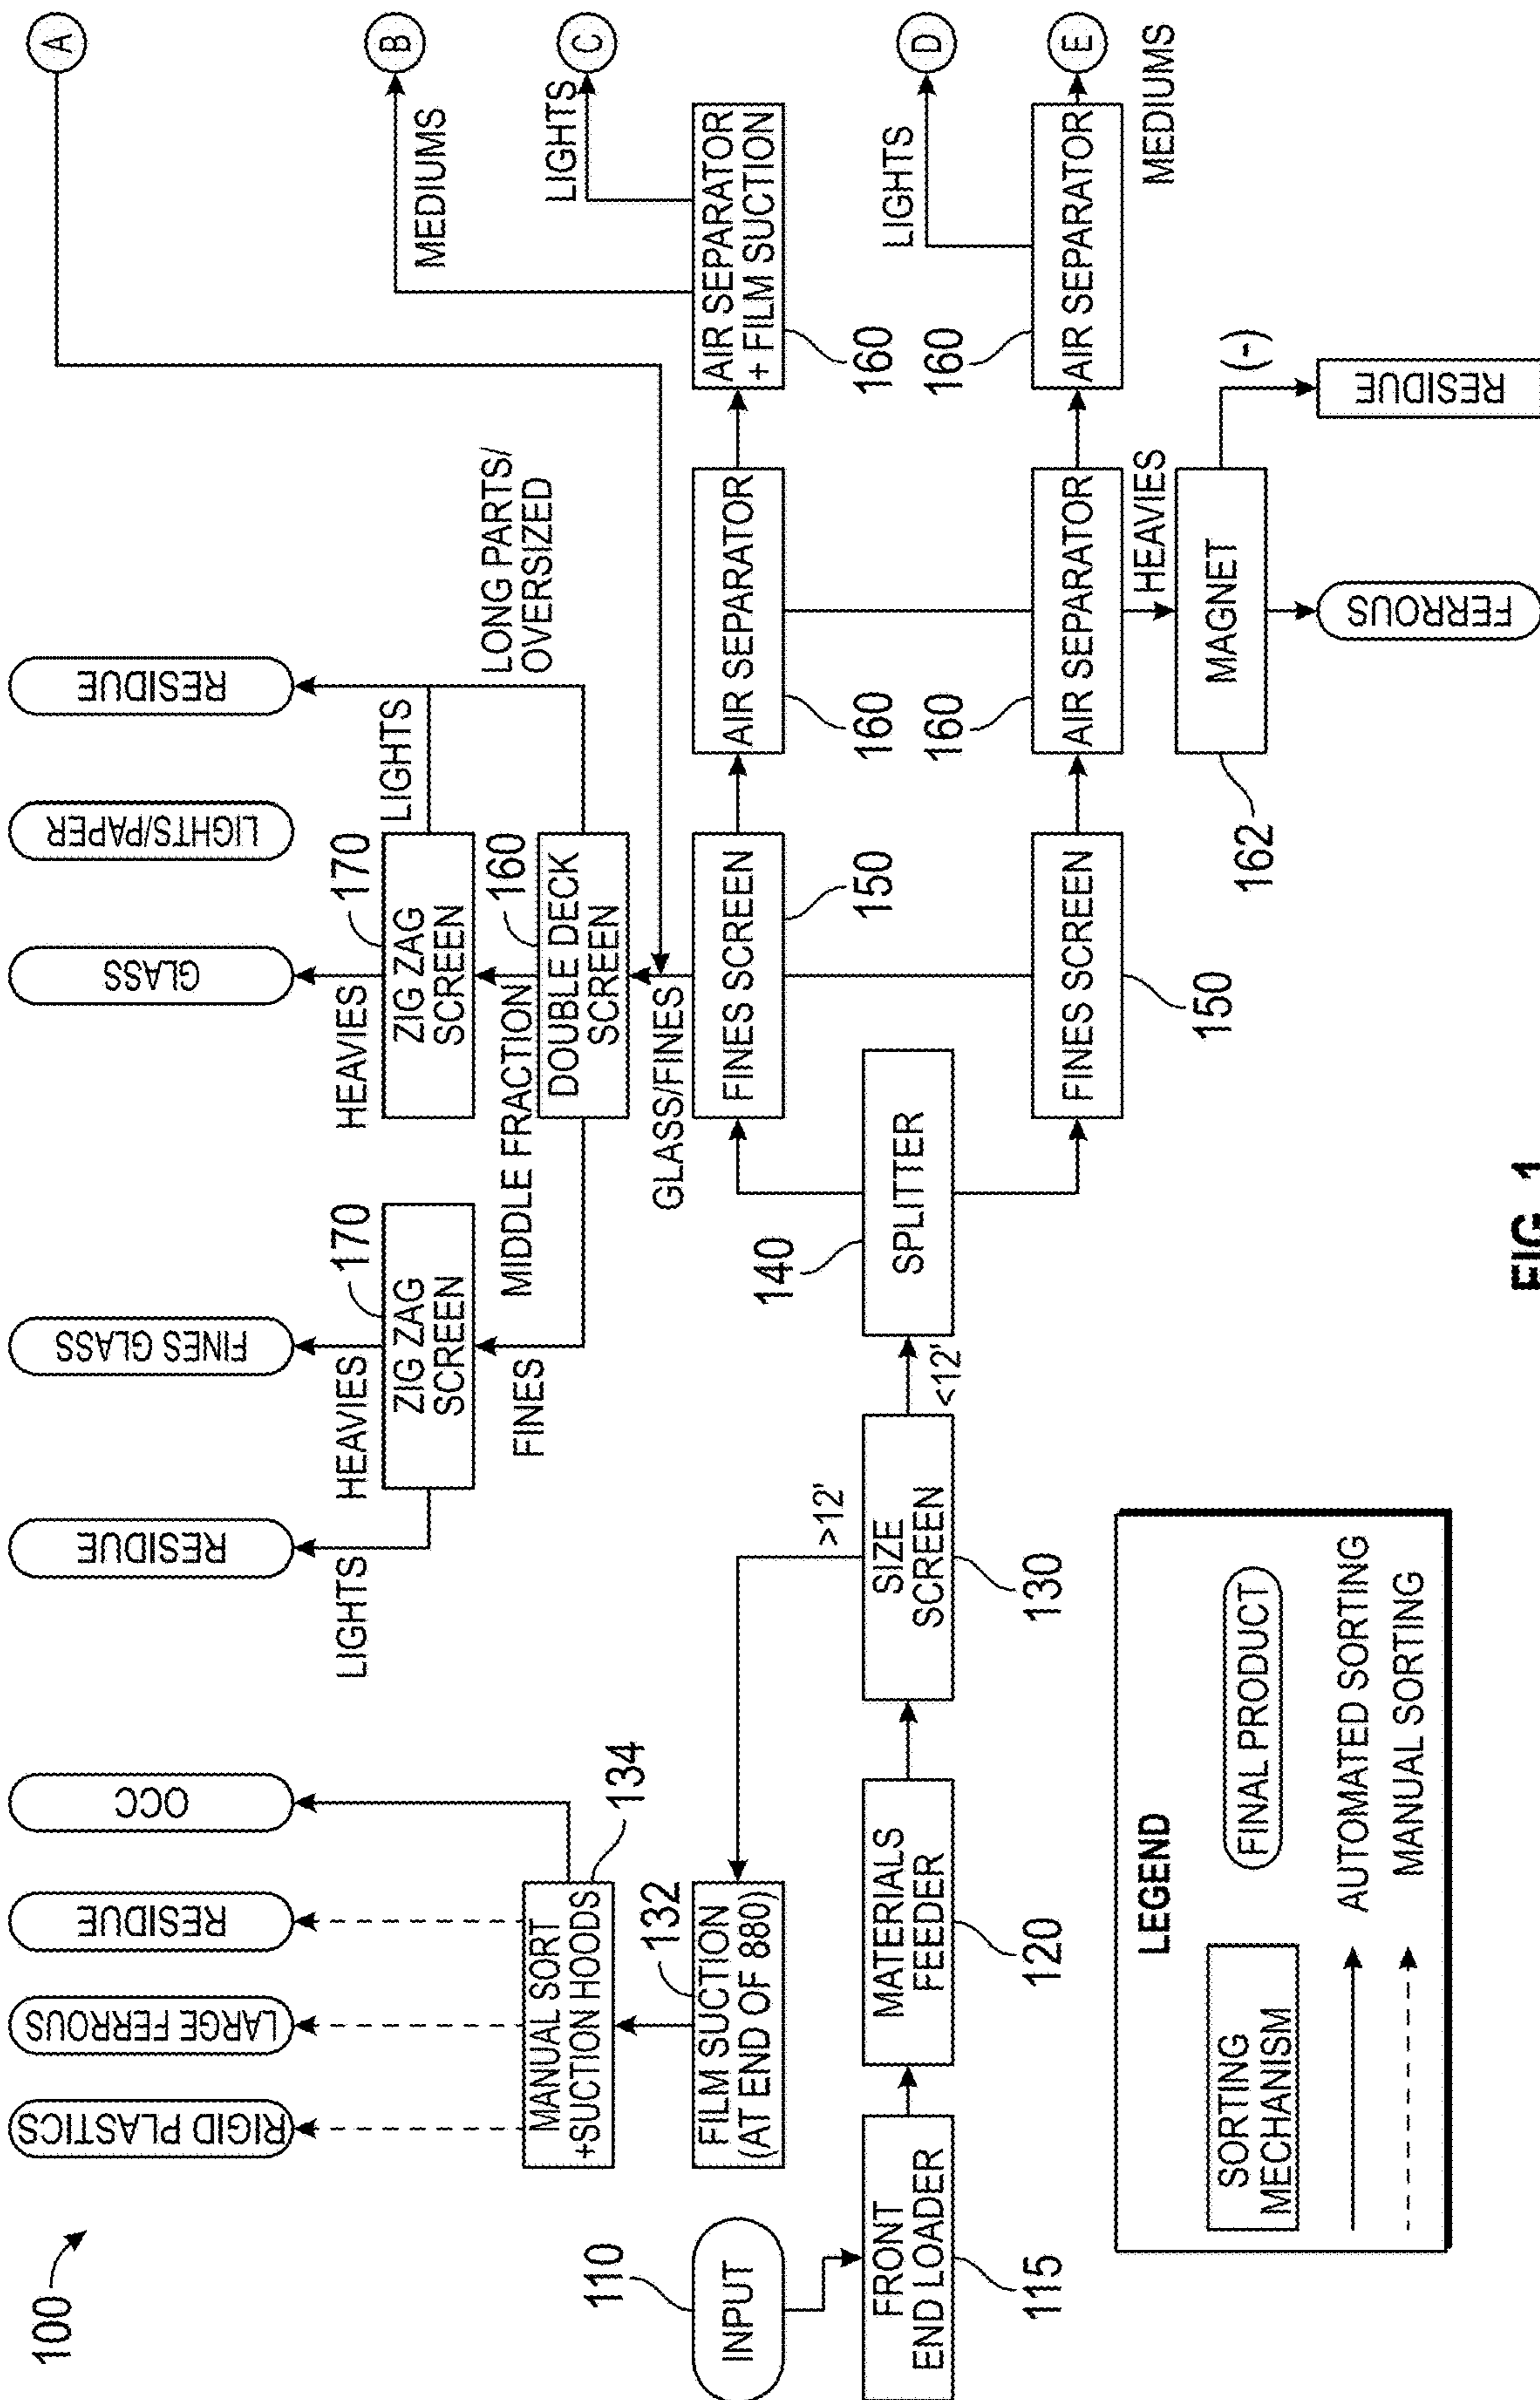 100
RIGID PLASTICS
LARGE FERROUS
RESIDUE
OCC
RESIDUE
FINES GLASS
GLASS
LIGHTS/PAPER
RESIDUE
A
B
C
D
E
LIGHTS
HEAVIES
HEAVIES
LIGHTS
MEDIUMS
LIGHTS
ZIG ZAG
SCREEN
170
ZIG ZAG
SCREEN
170
LONG PARTS/
OVERSIZED
MANUAL SORT
+SUCTION HOODS
134
FINES
MIDDLE FRACTION
DOUBLE DECK
SCREEN
160
GLASS/FINES
110
INPUT
FILM SUCTION
(AT END OF 880)
132
FINES SCREEN
150
AIR SEPARATOR
160
AIR SEPARATOR
+ FILM SUCTION
160
FRONT
END LOADER
115
MATERIALS
FEEDER
120
SIZE
SCREEN
130
>12'
<12'
SPLITTER
140
LIGHTS
FINES SCREEN
150
AIR SEPARATOR
160
AIR SEPARATOR
160
MEDIUMS
HEAVIES
MAGNET
162
(-)
FERROUS
RESIDUE
LEGEND
SORTING
MECHANISM
FINAL PRODUCT
AUTOMATED SORTING
MANUAL SORTING
FIG. 1